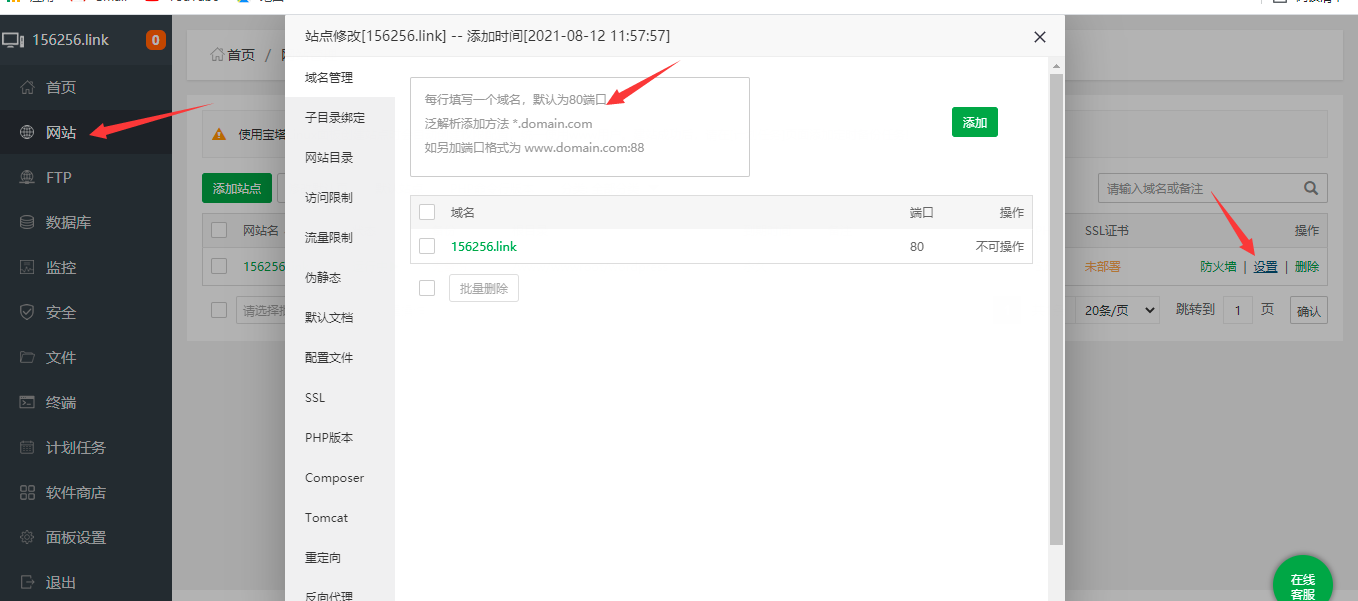 156256.link
0
首页
网站
FTP
数据库
监控
安全
文件
终端
计划任务
软件商店
面板设置
退出
首页 /
使用宝塔
添加站点
网站名
156256
请选择
站点修改[156256.link] -- 添加时间[2021-08-12 11:57:57]
域名管理
子目录绑定
网站目录
访问限制
流量限制
伪静态
默认文档
配置文件
SSL
PHP版本
Composer
Tomcat
重定向
反向代理
每行填写一个域名，默认为80端口
泛解析添加方法 *.domain.com
如另加端口格式为 www.domain.com:88
添加
域名 端口 操作
156256.link 80 不可操作
批量删除
请输入域名或备注
SSL证书 操作
未部署 防火墙 | 设置 | 删除
20条/页 跳转到 1 页 确认
在线
客服